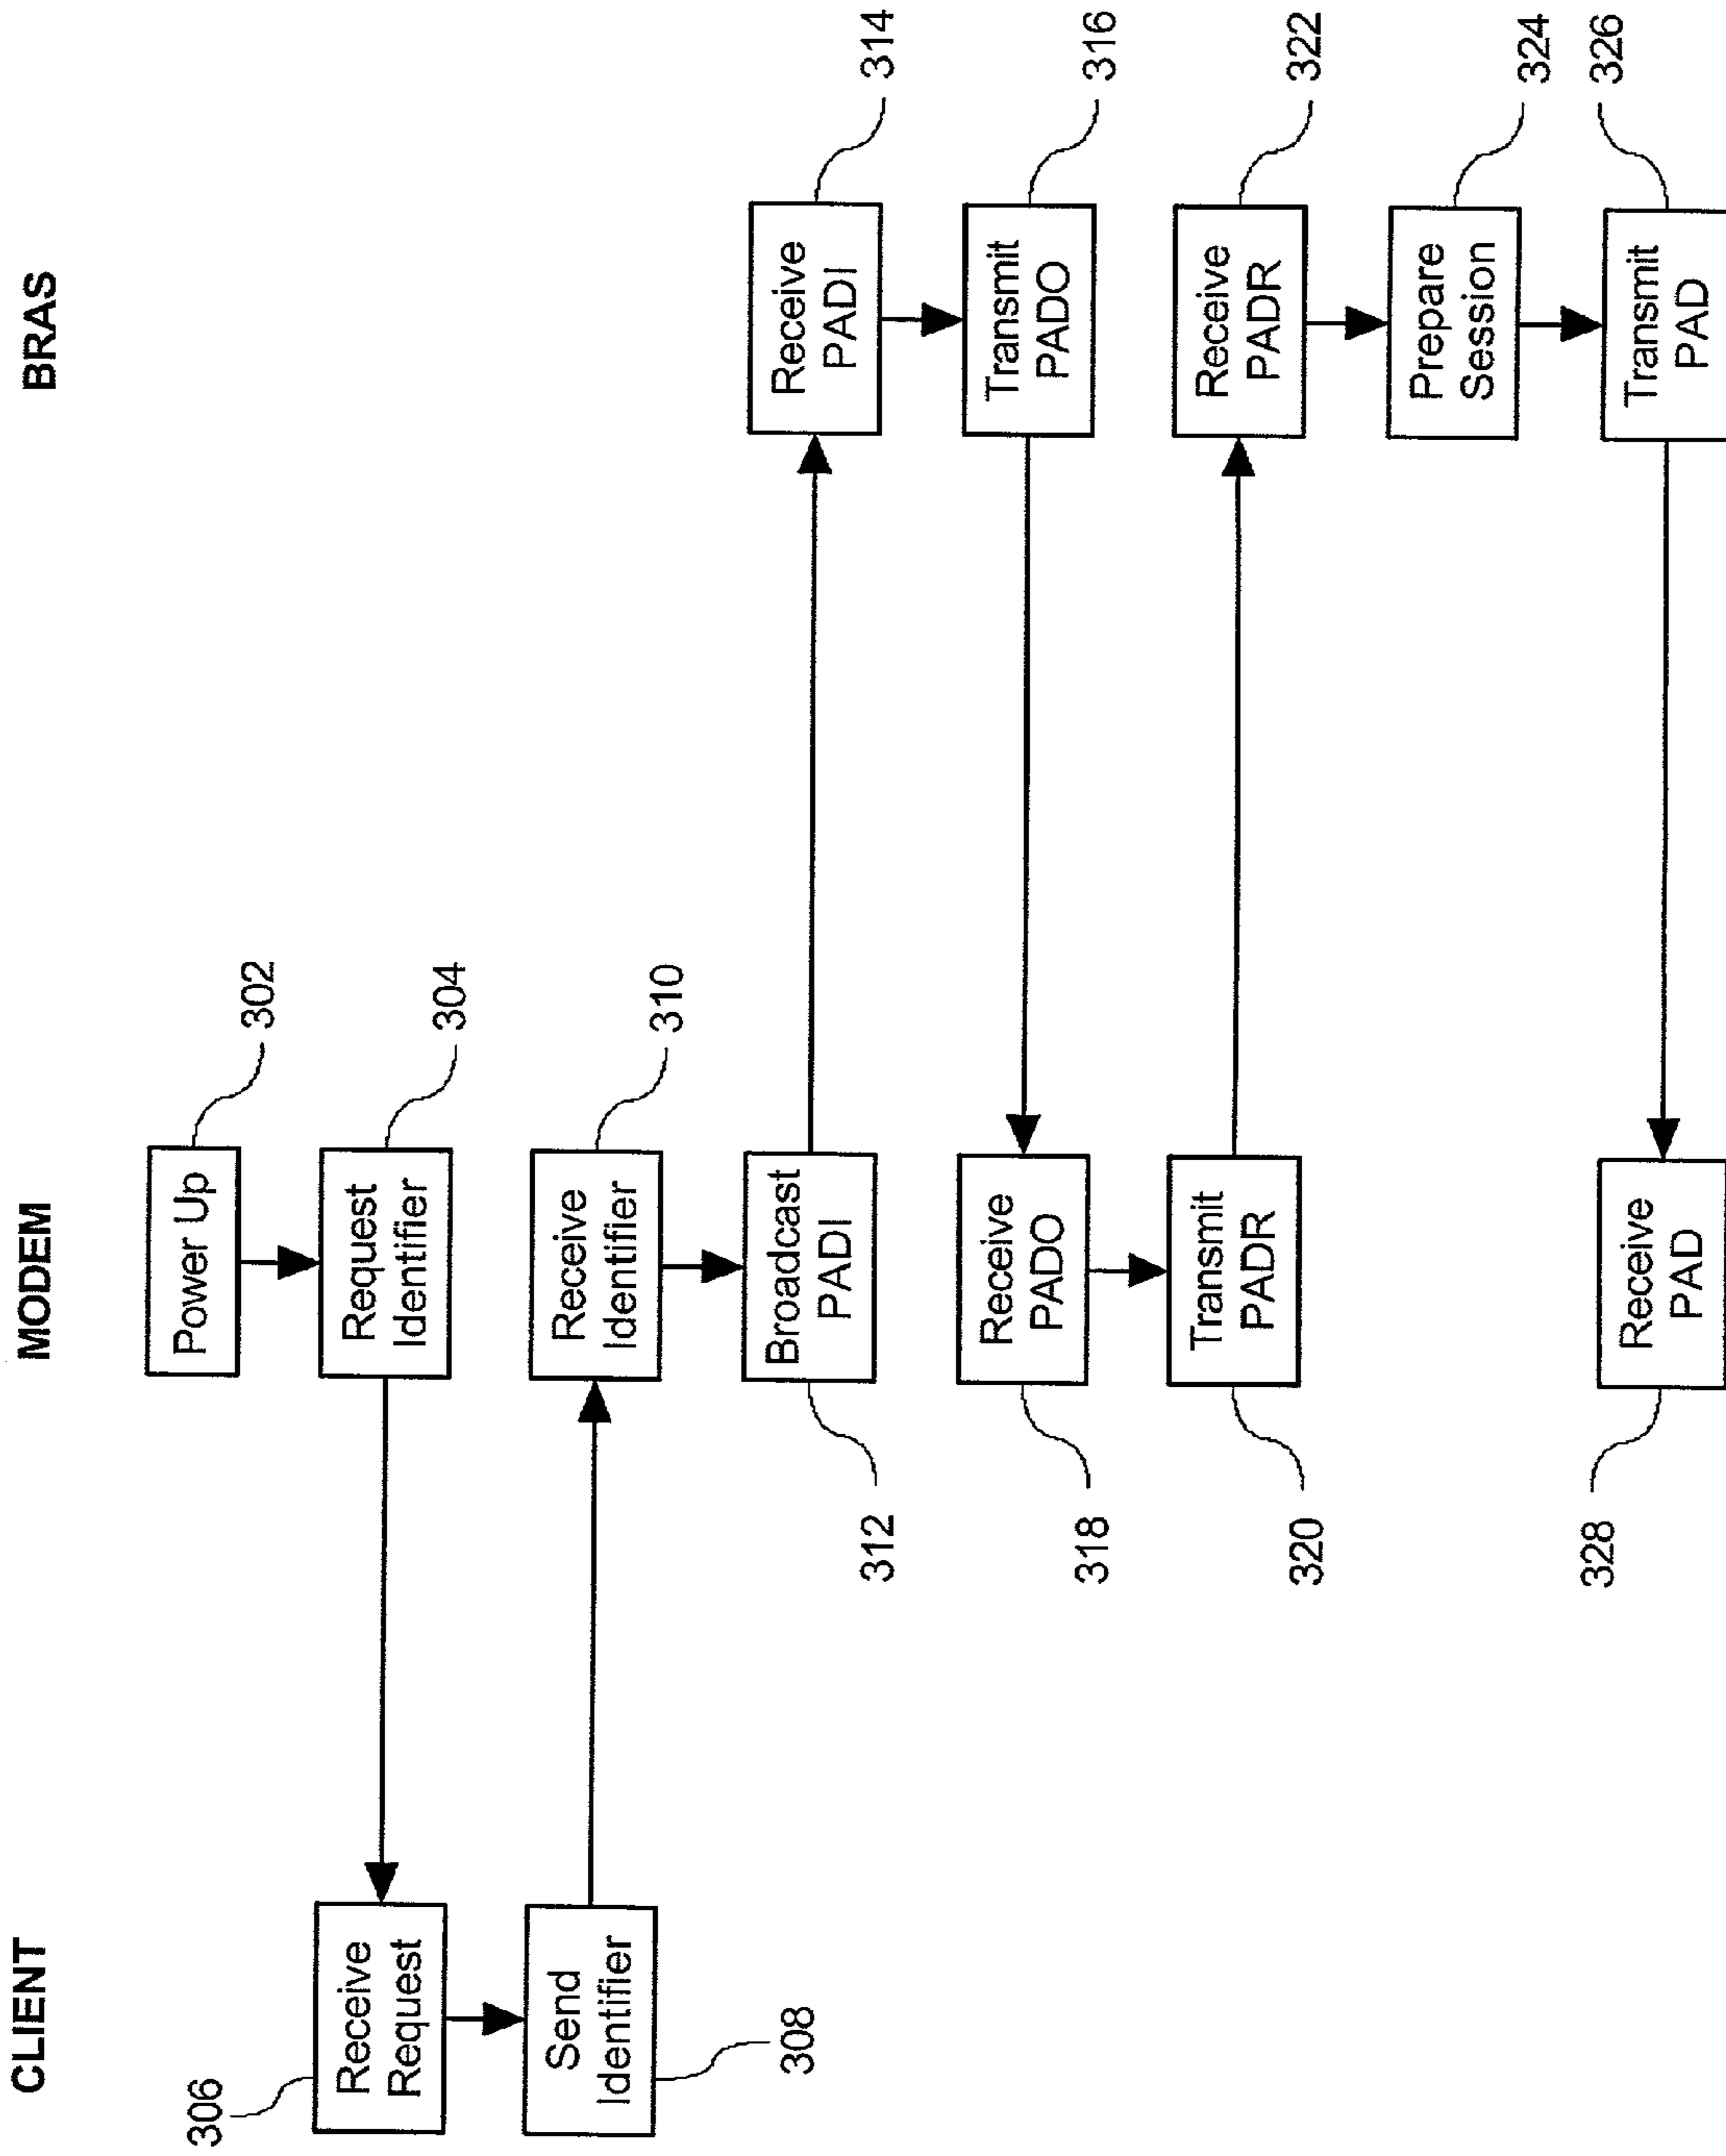 CLIENT
MODEM
BRAS
Power Up
302
Request
Identifier
304
306
Receive
Request
Send
Identifier
308
Receive
Identifier
310
Broadcast
PADI
312
Receive
PADI
314
Transmit
PADO
316
Receive
PADO
318
Transmit
PADR
320
Receive
PADR
322
Prepare
Session
324
Transmit
PAD
326
Receive
PAD
328